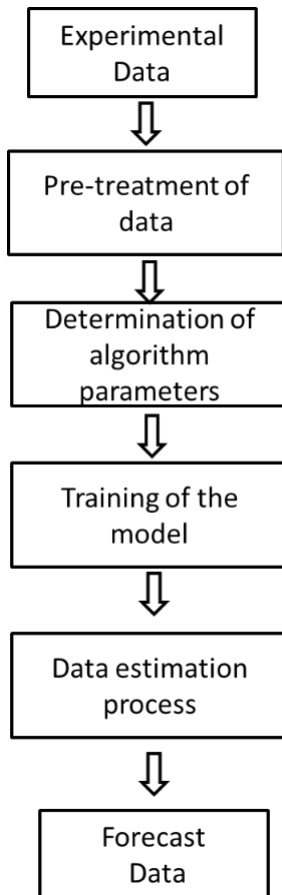 Experimental
Data
Pre-treatment of
data
Determination of
algorithm
parameters
Training of the
model
Data estimation
process
Forecast
Data